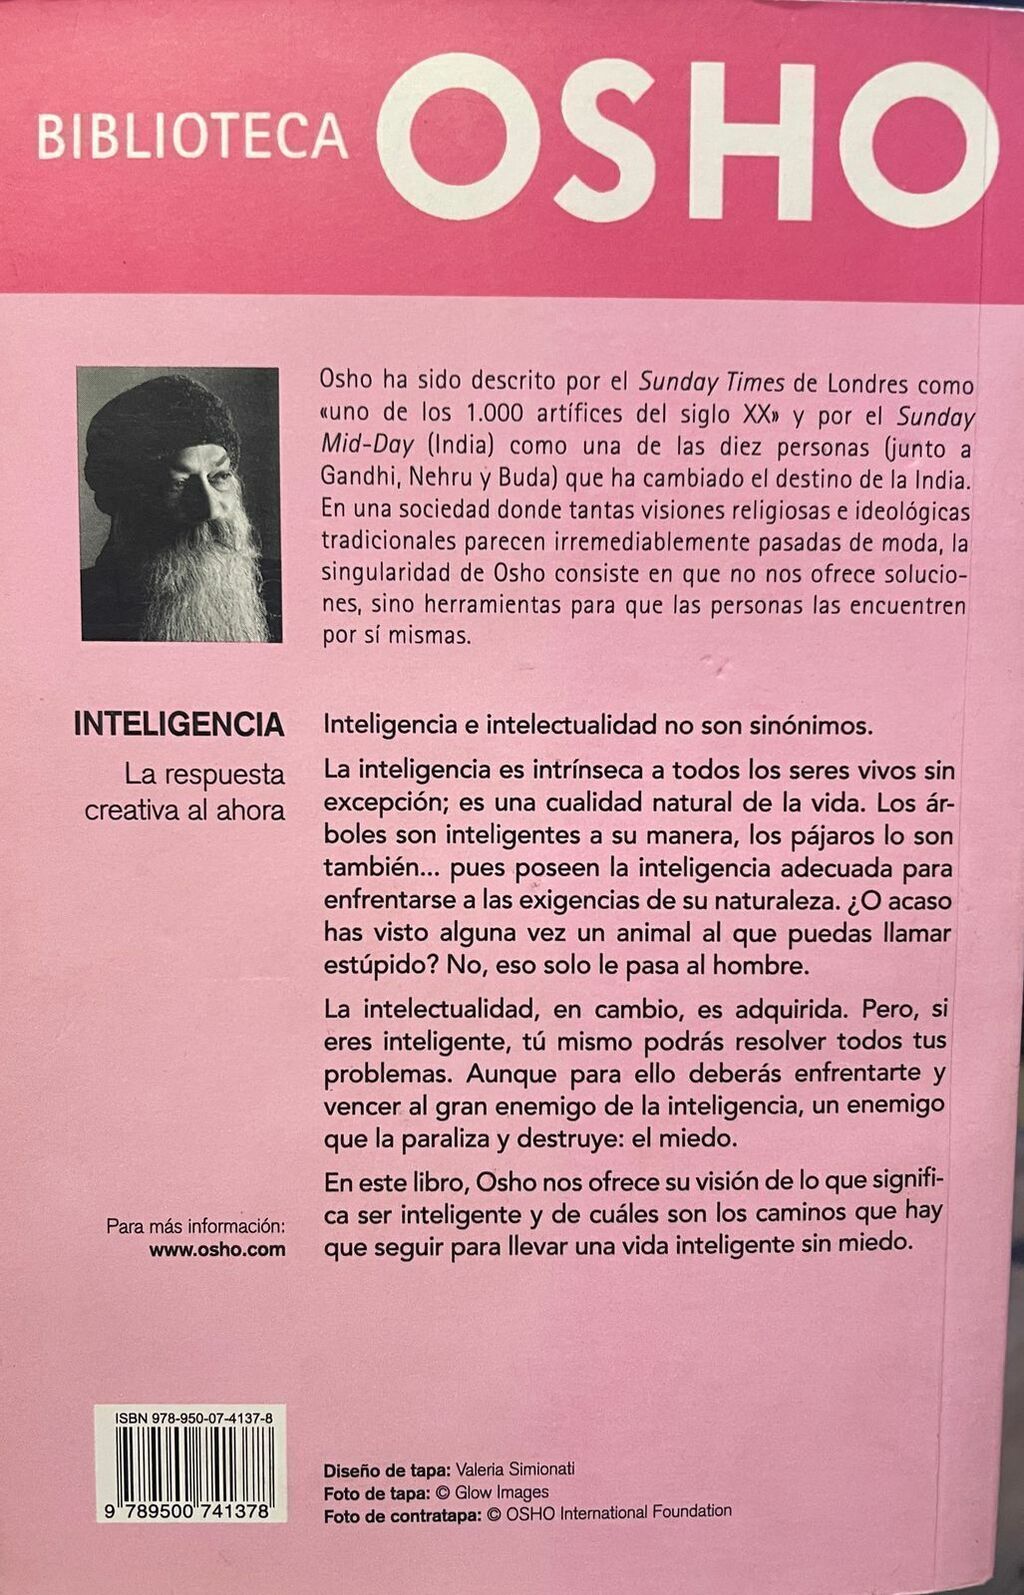 BIBLIOTECA OSHO
Osho ha sido descrito por el Sunday Times de Londres como
«uno de los 1.000 artífices del siglo XX» y por el Sunday
Mid-Day (India) como una de las diez personas (junto a
Gandhi, Nehru y Buda) que ha cambiado el destino de la India.
En una sociedad donde tantas visiones religiosas e ideológicas
tradicionales parecen irremediablemente pasadas de moda, la
singularidad de Osho consiste en que no nos ofrece solucio-
nes, sino herramientas para que las personas las encuentren
por sí mismas.
INTELIGENCIA
La respuesta
creativa al ahora
Inteligencia e intelectualidad no son sinónimos.
La inteligencia es intrínseca a todos los seres vivos sin
excepción; es una cualidad natural de la vida. Los ár-
boles son inteligentes a su manera, los pájaros lo son
también... pues poseen la inteligencia adecuada para
enfrentarse a las exigencias de su naturaleza. ¿O acaso
has visto alguna vez un animal al que puedas llamar
estúpido? No, eso solo le pasa al hombre.
La intelectualidad, en cambio, es adquirida. Pero, si
eres inteligente, tú mismo podrás resolver todos tus
problemas. Aunque para ello deberás enfrentarte y
vencer al gran enemigo de la inteligencia, un enemigo
que la paraliza y destruye: el miedo.
En este libro, Osho nos ofrece su visión de lo que signifi-
ca ser inteligente y de cuáles son los caminos que hay
que seguir para llevar una vida inteligente sin miedo.
Para más información:
www.osho.com
ISBN 978-950-07-4137-8
9 789500 741378
Diseño de tapa: Valeria Simionati
Foto de tapa: © Glow Images
Foto de contratapa: © OSHO International Foundation